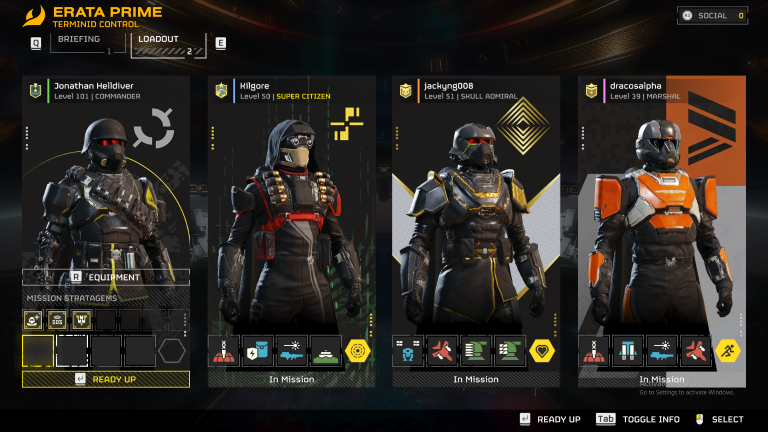 ERATA PRIME
TERMINID CONTROL
SOCIAL 0
Q BRIEFING 1 LOADOUT 2 E
Jonathan Helldiver
Level 101 | COMMANDER
Kilgore
Level 50 | SUPER CITIZEN
jackyng008
Level 51 | SKULL ADMIRAL
dracosalpha
Level 39 | MARSHAL
R EQUIPMENT
MISSION STRATAGEMS
SOS
READY UP
In Mission
In Mission
In Mission
Go to Settings to activate Windows.
READY UP Tab TOGGLE INFO SELECT